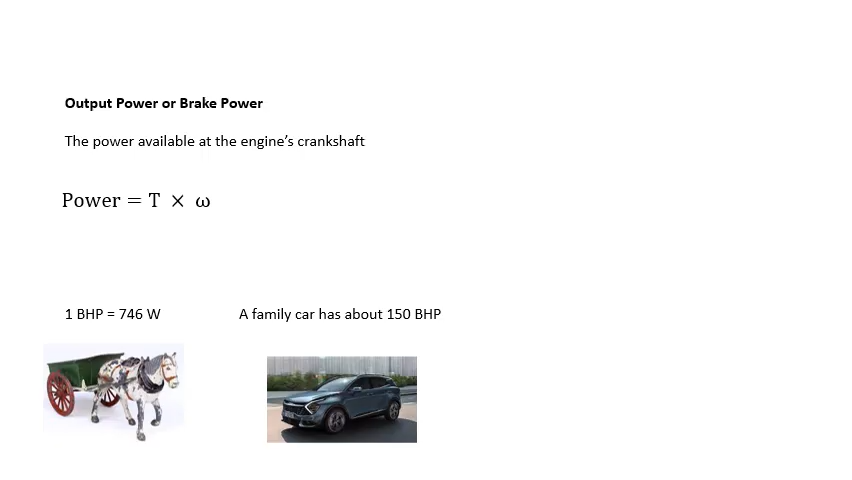 Output Power or Brake Power
The power available at the engine’s crankshaft
Power = T × ω
1 BHP = 746 W
A family car has about 150 BHP